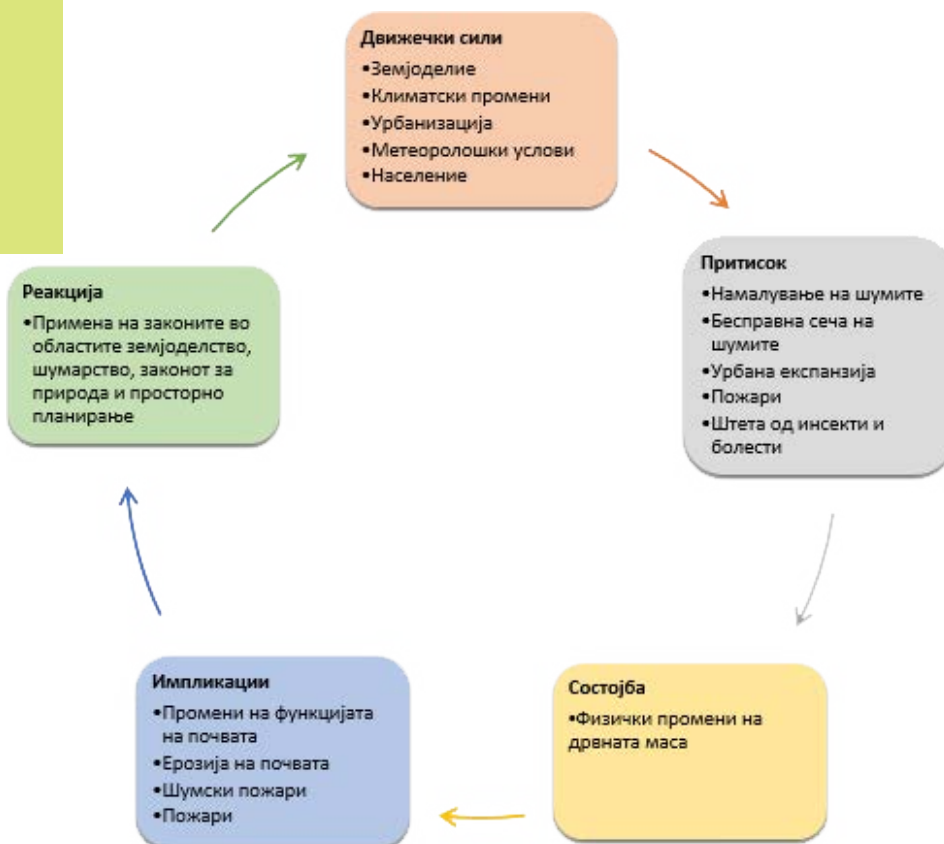 Движечки сили
•Земјоделие
•Климатски промени
•Урбанизација
•Метеоролошки услови
•Население
Притисок
•Намалување на шумите
•Бесправна сеча на
шумите
•Урбана експанзија
•Пожари
•Штета од инсекти и
болести
Состојба
•Физички промени на
дрвната маса
Импликации
•Промени на функцијата
на почвата
•Ерозија на почвата
•Шумски пожари
•Пожари
Реакција
•Примена на законите во
областите земјоделство,
шумарство, законот за
природа и просторно
планирање